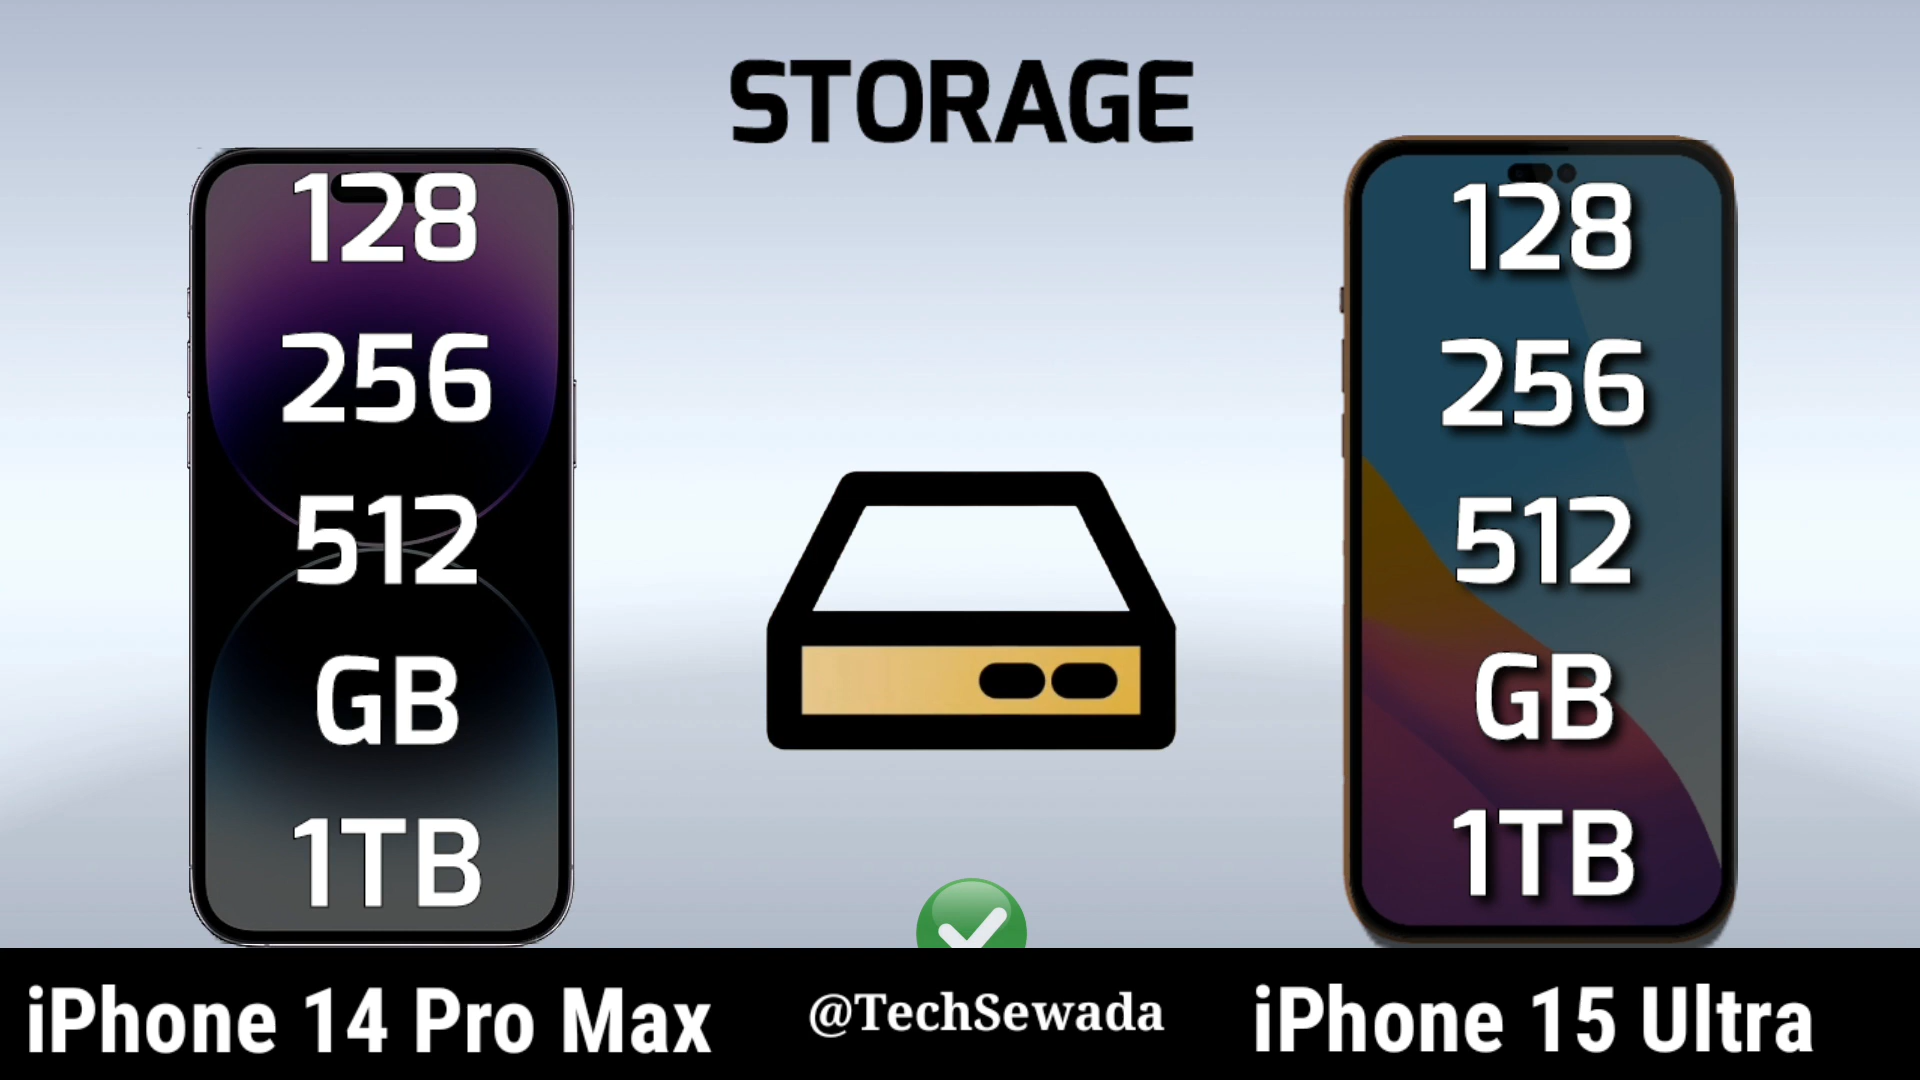 STORAGE
128
256
512
GB
1TB
128
256
512
GB
1TB
iPhone 14 Pro Max
@TechSewada
iPhone 15 Ultra